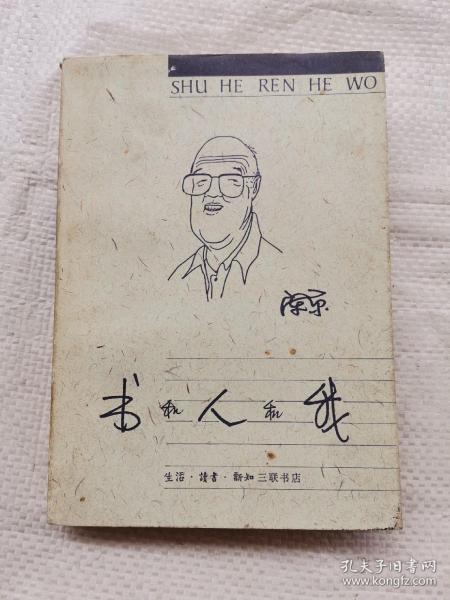 SHU HE REN HE WO
陈原
书和人和我
生活·讀書·新知三联书店
孔夫子旧书网
www.kongfz.com